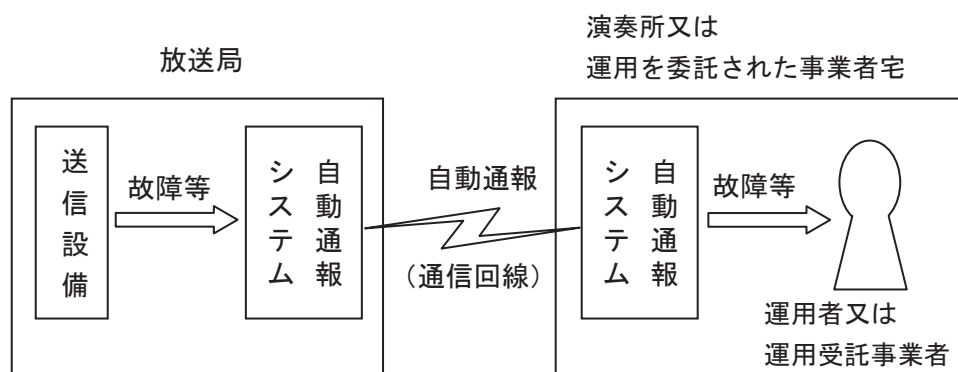 放送局
演奏所又は
運用を委託された事業者宅
送信設備
故障等
自動通報
システム
自動通報
（通信回線）
自動通報
システム
故障等
運用者又は
運用受託事業者